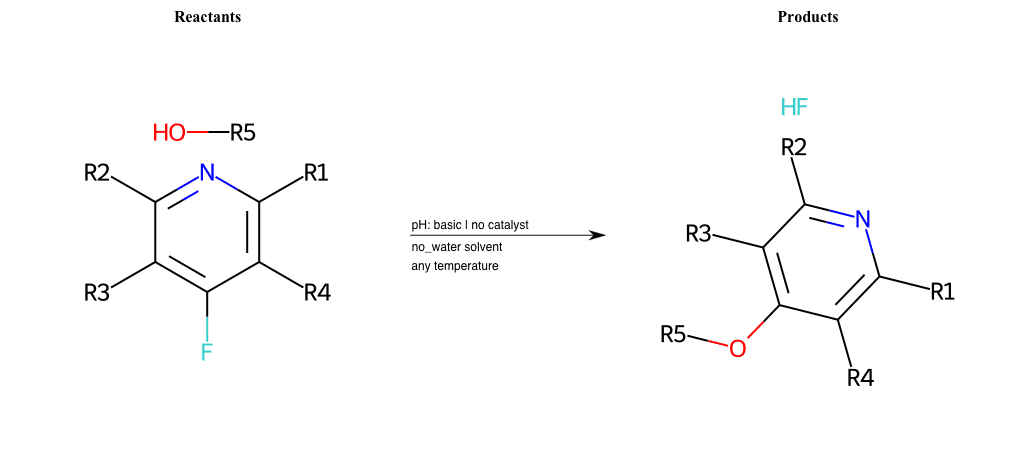 Reactants
Products
HF
HO R5
R2
R2 N R1
pH: basic | no catalyst
N
R3
no_water solvent
any temperature
R3 R4
R1
R5 O
F
R4